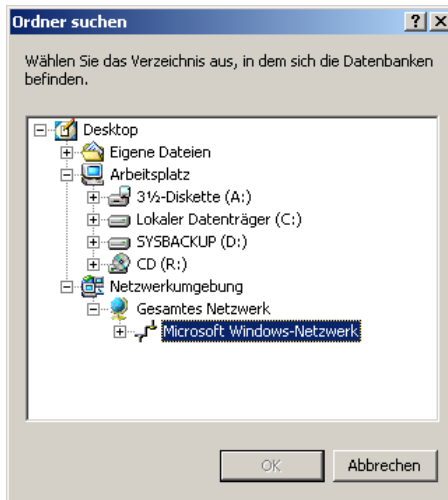 Ordner suchen
Wählen Sie das Verzeichnis aus, in dem sich die Datenbanken
befinden.
Desktop
Eigene Dateien
Arbeitsplatz
3½-Diskette (A:)
Lokaler Datenträger (C:)
SYSBACKUP (D:)
CD (R:)
Netzwerkumgebung
Gesamtes Netzwerk
Microsoft Windows-Netzwerk
OK
Abbrechen